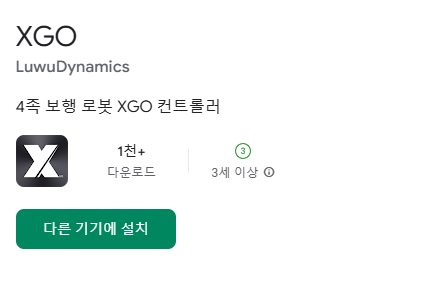 XGO
LuwuDynamics
4족 보행 로봇 XGO 컨트롤러
X
1천+
다운로드
3
3세 이상
다른 기기에 설치